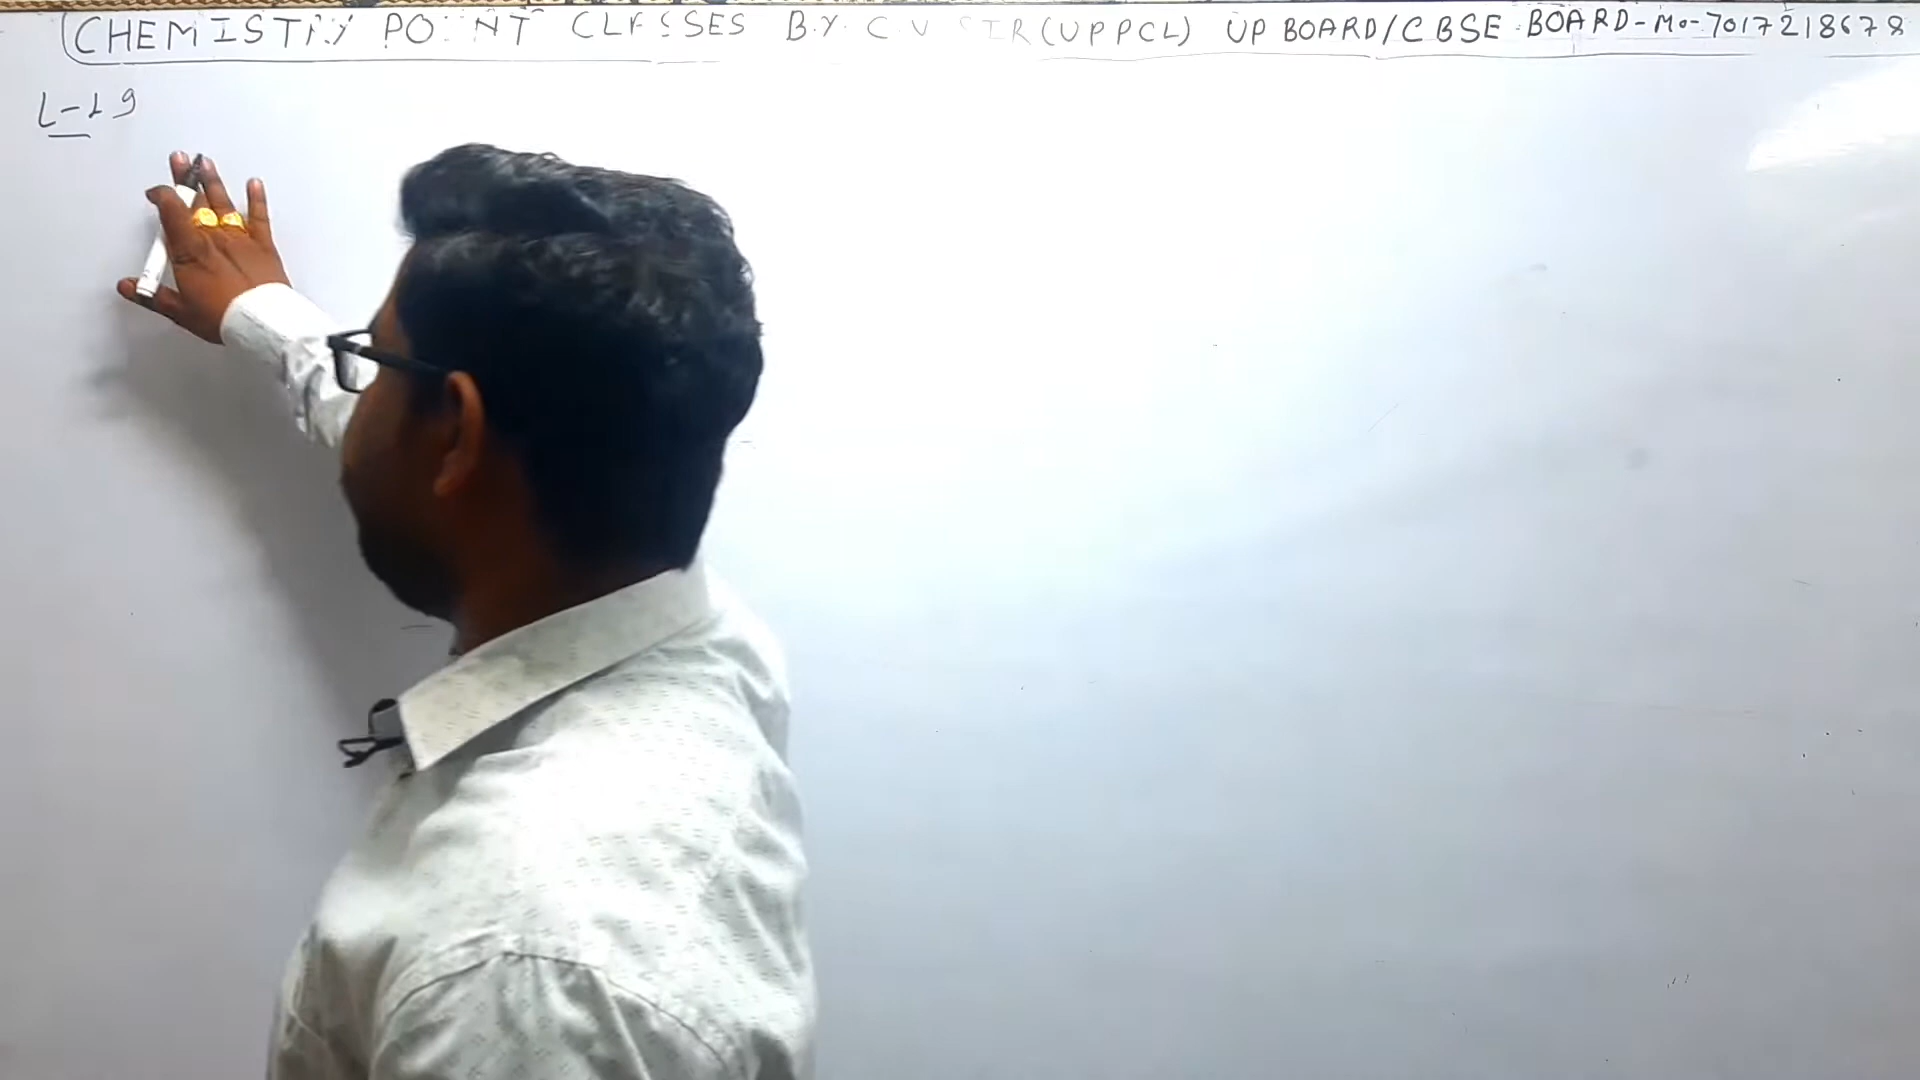 CHEMISTRY POINT CLASSES B.Y. C.V SIR (UPPCL) UP BOARD/CBSE BOARD-Mo-7017218678
L-19